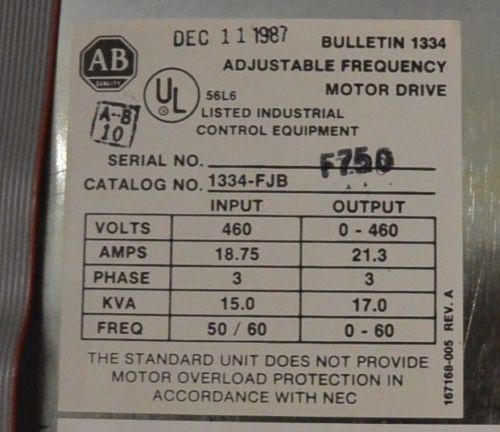 DEC 11 1987
BULLETIN 1334
AB
QUALITY
ADJUSTABLE FREQUENCY
MOTOR DRIVE
UL
56L6
A-B
10
LISTED INDUSTRIAL
CONTROL EQUIPMENT
SERIAL NO. F750
CATALOG NO. 1334-FJB
INPUT OUTPUT
VOLTS 460 0 - 460
AMPS 18.75 21.3
PHASE 3 3
KVA 15.0 17.0
FREQ 50 / 60 0 - 60
THE STANDARD UNIT DOES NOT PROVIDE
MOTOR OVERLOAD PROTECTION IN
ACCORDANCE WITH NEC
167168-005 REV. A